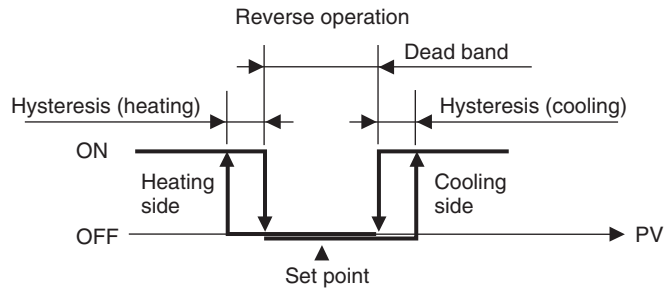 Reverse operation
Dead band
Hysteresis (heating)
Hysteresis (cooling)
ON
Heating
side
Cooling
side
OFF
PV
Set point